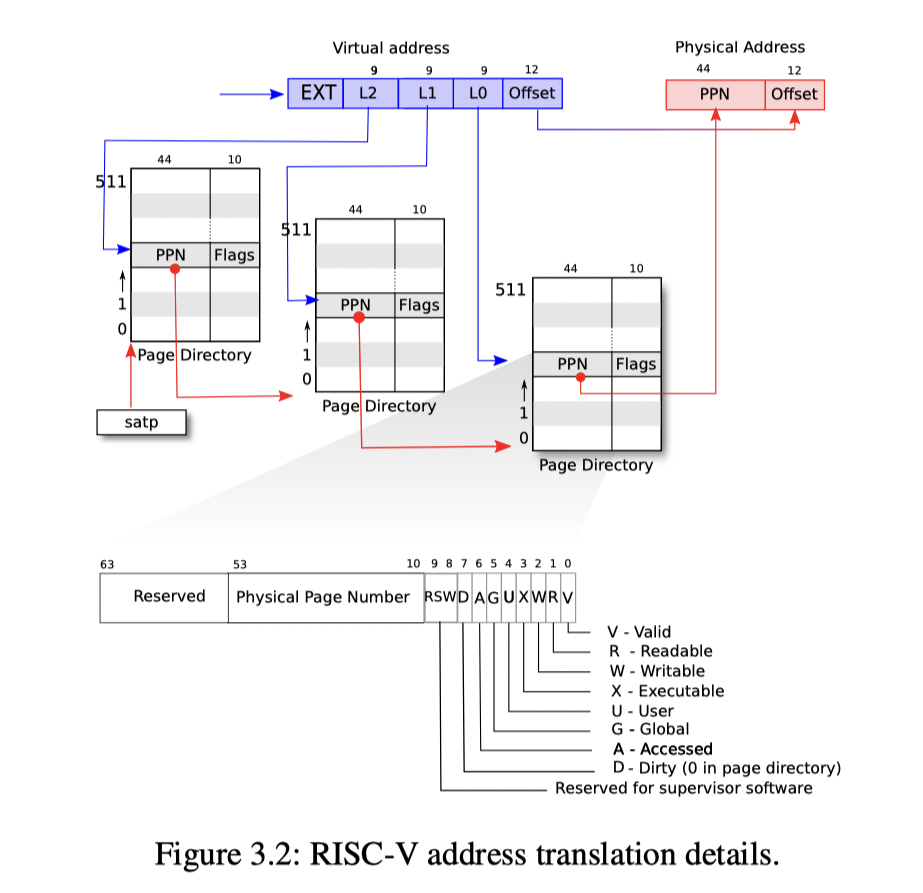 Virtual address
Physical Address
9 9 9 12
44 12
EXT L2 L1 L0 Offset
PPN Offset
44 10
511
PPN Flags
1
0
Page Directory
satp
44 10
511
PPN Flags
1
0
Page Directory
44 10
511
PPN Flags
1
0
Page Directory
63 53 10 9 8 7 6 5 4 3 2 1 0
Reserved Physical Page Number RSW D A G U X W R V
V - Valid
R - Readable
W - Writable
X - Executable
U - User
G - Global
A - Accessed
D - Dirty (0 in page directory)
Reserved for supervisor software
Figure 3.2: RISC-V address translation details.